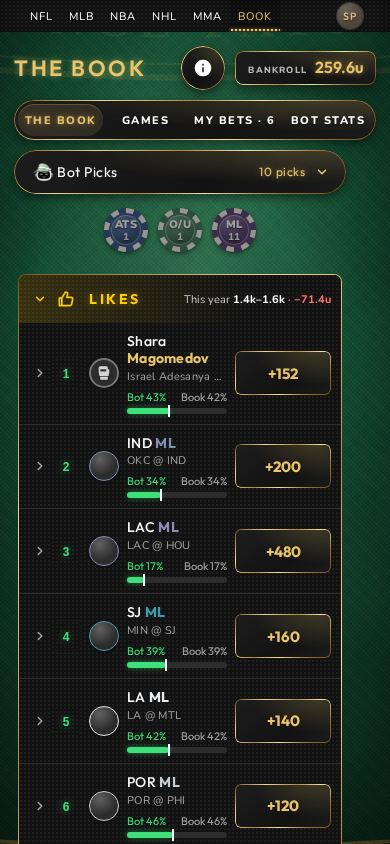 NFL MLB NBA NHL MMA BOOK SP
THE BOOK
BANKROLL 259.6u
THE BOOK GAMES MY BETS · 6 BOT STATS
Bot Picks 10 picks
ATS 1
O/U 1
ML 11
LIKES This year 1.4k–1.6k · −71.4u
Shara
Magomedov
1
Israel Adesanya ...
+152
Bot 43% Book 42%
IND ML
2
OKC @ IND
+200
Bot 34% Book 34%
LAC ML
3
LAC @ HOU
+480
Bot 17% Book 17%
SJ ML
4
MIN @ SJ
+160
Bot 39% Book 39%
LA ML
5
LA @ MTL
+140
Bot 42% Book 42%
POR ML
6
POR @ PHI
+120
Bot 46% Book 46%